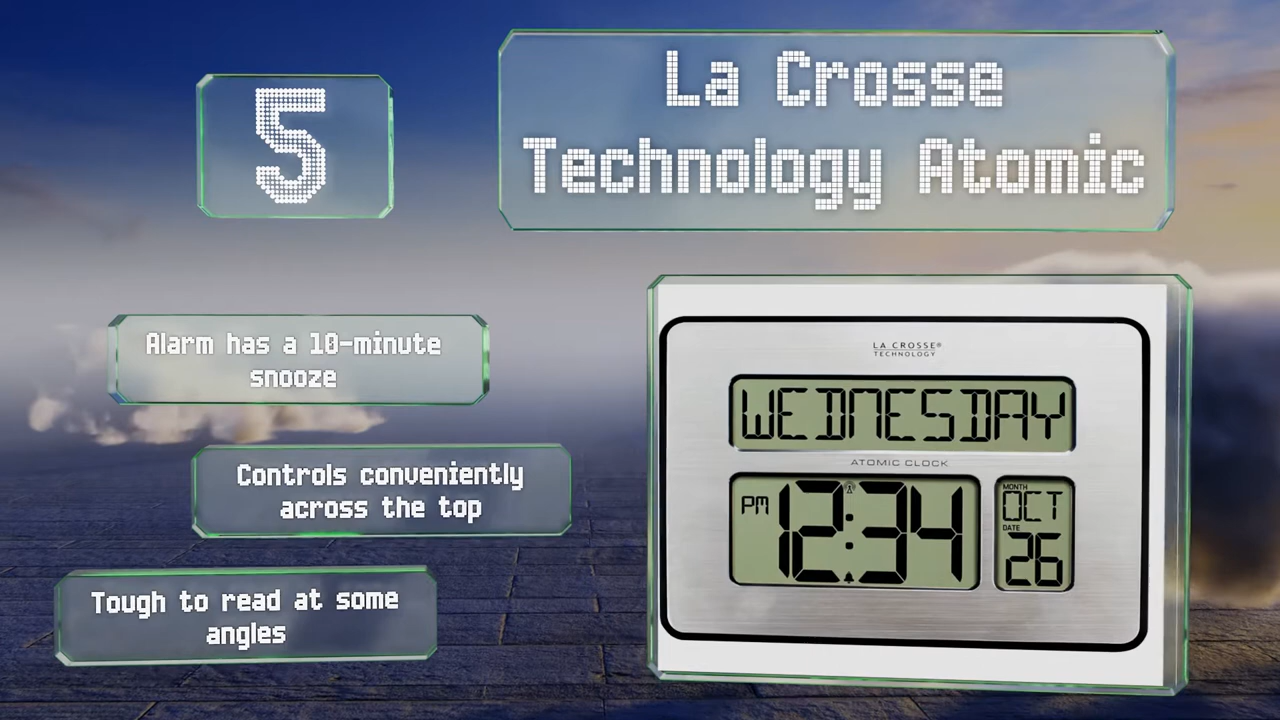 5
La Crosse
Technology Atomic
Alarm has a 10-minute
snooze
Controls conveniently
across the top
Tough to read at some
angles
LA CROSSE®
TECHNOLOGY
WEDNESDAY
ATOMIC CLOCK
PM 12:34
MONTH
OCT
DATE
26